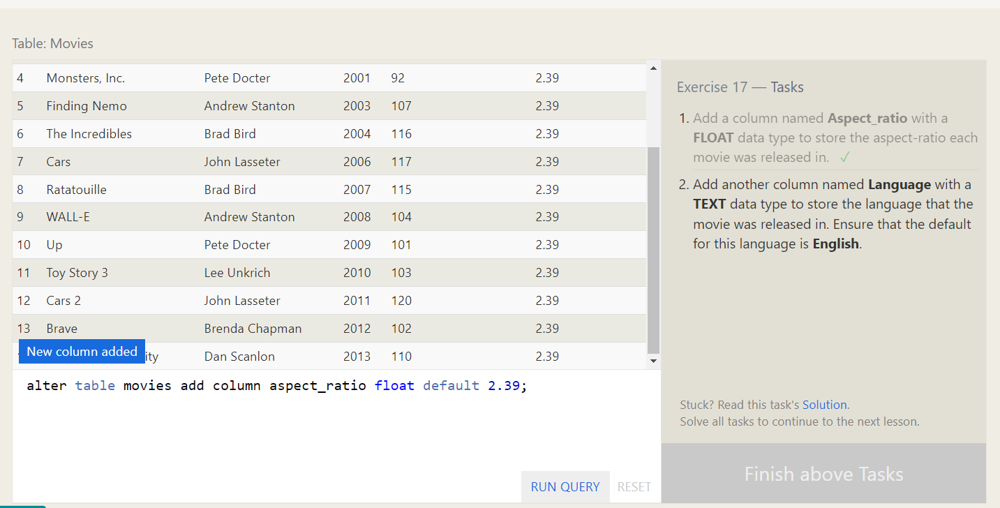 Table: Movies
4 Monsters, Inc. Pete Docter 2001 92 2.39
5 Finding Nemo Andrew Stanton 2003 107 2.39
6 The Incredibles Brad Bird 2004 116 2.39
7 Cars John Lasseter 2006 117 2.39
8 Ratatouille Brad Bird 2007 115 2.39
9 WALL-E Andrew Stanton 2008 104 2.39
10 Up Pete Docter 2009 101 2.39
11 Toy Story 3 Lee Unkrich 2010 103 2.39
12 Cars 2 John Lasseter 2011 120 2.39
13 Brave Brenda Chapman 2012 102 2.39
New column added
ity Dan Scanlon 2013 110 2.39
alter table movies add column aspect_ratio float default 2.39;
RUN QUERY RESET
Exercise 17 — Tasks
1. Add a column named Aspect_ratio with a
FLOAT data type to store the aspect-ratio each
movie was released in. ✓
2. Add another column named Language with a
TEXT data type to store the language that the
movie was released in. Ensure that the default
for this language is English.
Stuck? Read this task's Solution.
Solve all tasks to continue to the next lesson.
Finish above Tasks